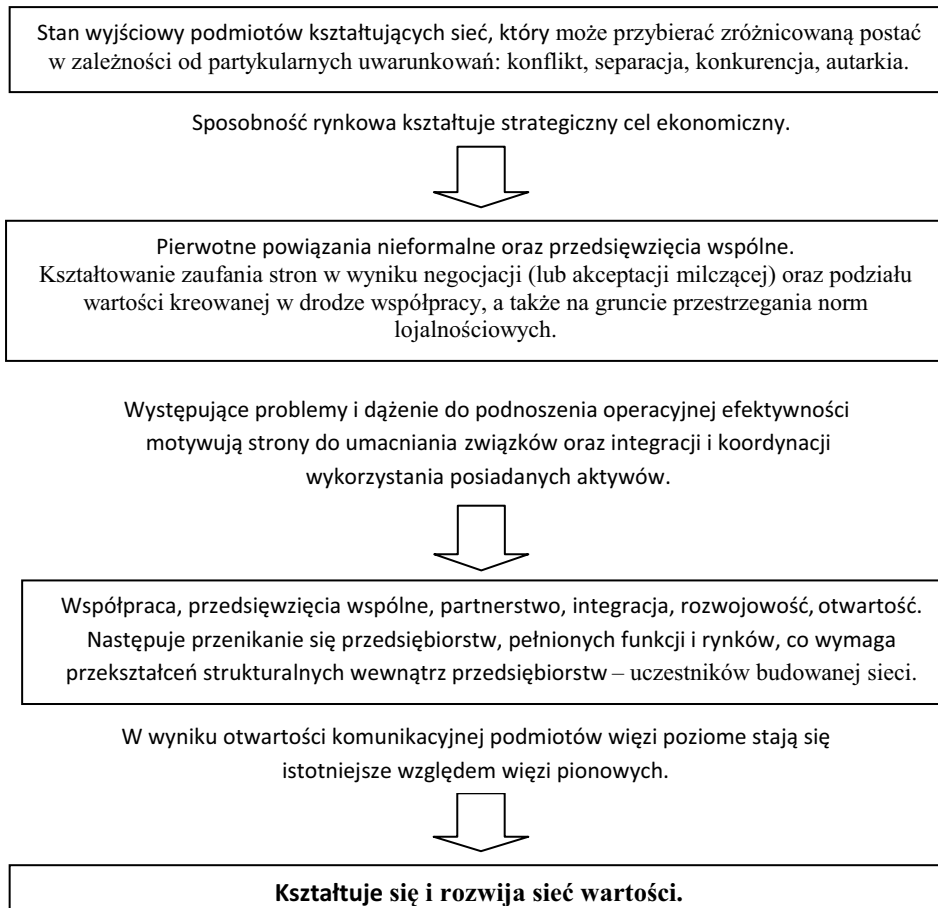 Stan wyjściowy podmiotów kształtujących sieć, który może przybierać zróżnicowaną postać
w zależności od partykularnych uwarunkowań: konflikt, separacja, konkurencja, autarkia.
Sposobność rynkowa kształtuje strategiczny cel ekonomiczny.
Pierwotne powiązania nieformalne oraz przedsięwzięcia wspólne.
Kształtowanie zaufania stron w wyniku negocjacji (lub akceptacji milczącej) oraz podziału
wartości kreowanej w drodze współpracy, a także na gruncie przestrzegania norm
lojalnościowych.
Występujące problemy i dążenie do podnoszenia operacyjnej efektywności
motywują strony do umacniania związków oraz integracji i koordynacji
wykorzystania posiadanych aktywów.
Współpraca, przedsięwzięcia wspólne, partnerstwo, integracja, rozwojowość, otwartość.
Następuje przenikanie się przedsiębiorstw, pełnionych funkcji i rynków, co wymaga
przekształceń strukturalnych wewnątrz przedsiębiorstw – uczestników budowanej sieci.
W wyniku otwartości komunikacyjnej podmiotów więzi poziome stają się
istotniejsze względem więzi pionowych.
Kształtuje się i rozwija sieć wartości.